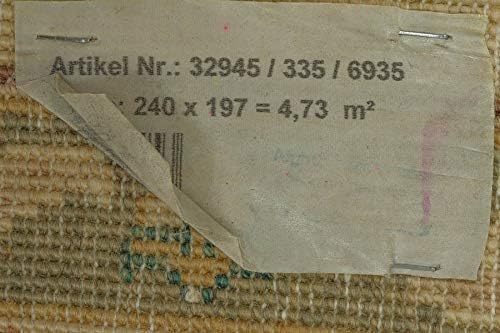 Artikel Nr.: 32945 / 335 / 6935
: 240 x 197 = 4,73 m²